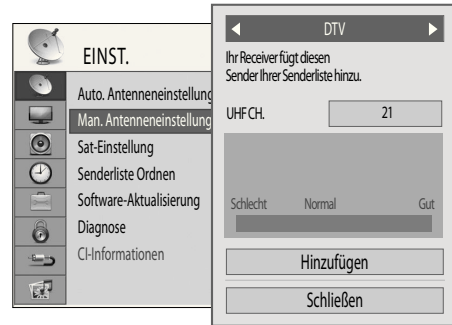 EINST.
Auto. Antenneneinstellung
Man. Antenneneinstellung
Sat-Einstellung
Senderliste Ordnen
Software-Aktualisierung
Diagnose
CI-Informationen
DTV
Ihr Receiver fügt diesen
Sender Ihrer Senderliste hinzu.
UHF CH. 21
Schlecht Normal Gut
Hinzufügen
Schließen